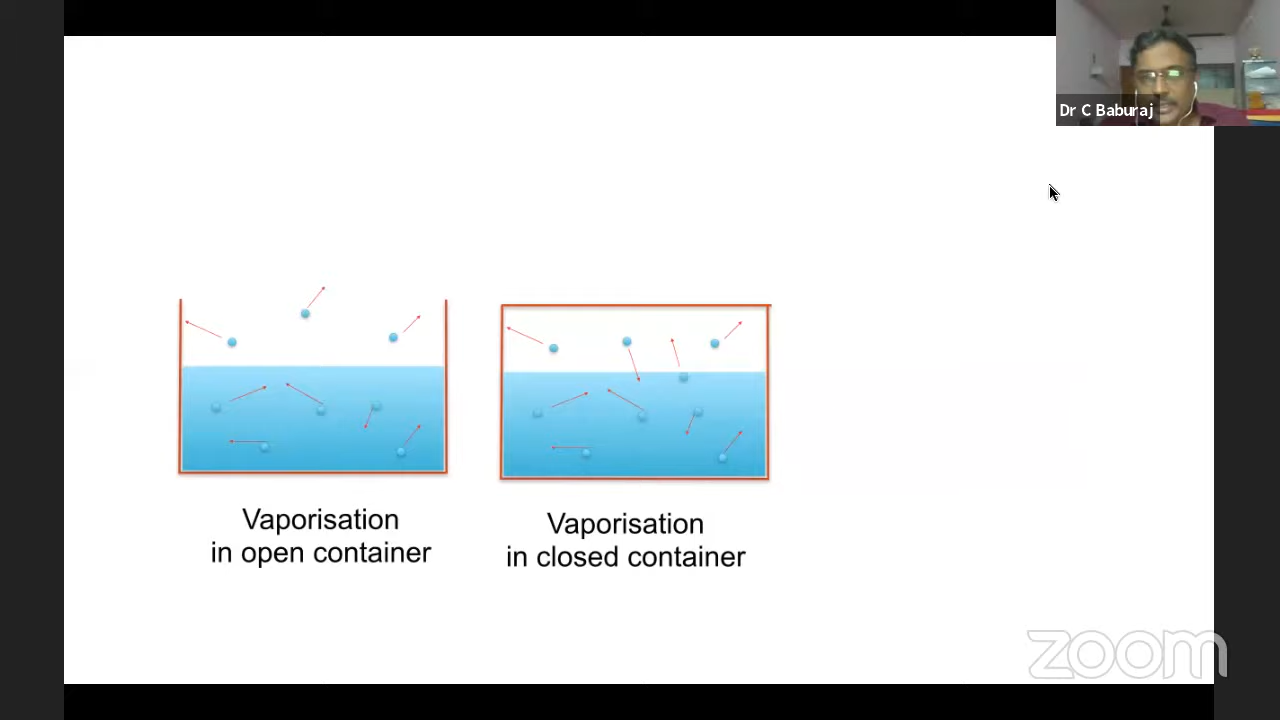 Dr C Baburaj
Vaporisation
in open container
Vaporisation
in closed container
zoom